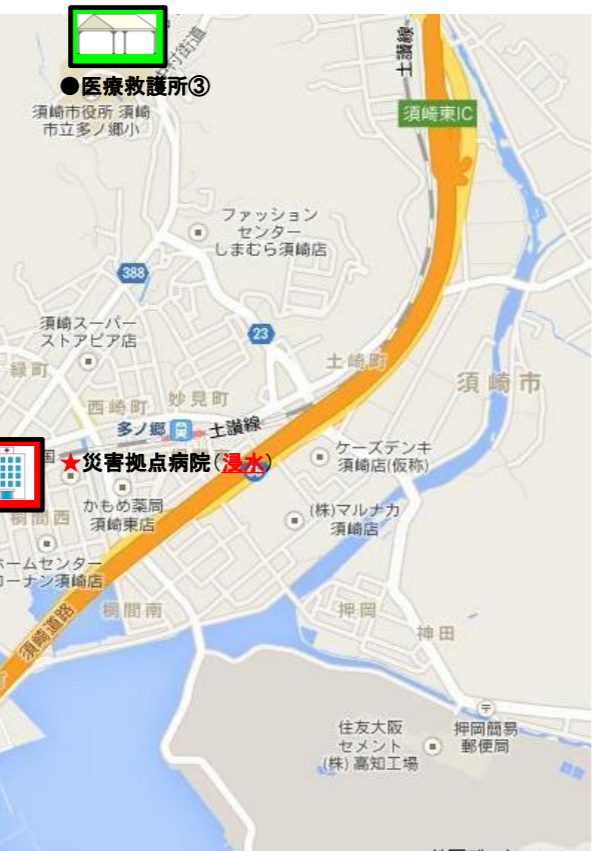 ●医療救護所③
須崎市役所 須崎
市立多ノ郷小
土讃線
須崎東IC
ファッション
センター
しまむら須崎店
388
須崎スーパー
ストアピア店
23
緑町
土崎町
須崎市
西崎町
妙見町
多ノ郷
土讃線
★災害拠点病院(浸水)
ケーズデンキ
須崎店(仮称)
かもめ薬局
須崎東店
(株)マルナカ
須崎店
桐間西
ホームセンター
コーナン須崎店
桐間南
須崎道路
押岡
神田
住友大阪
セメント
(株)高知工場
押岡簡易
郵便局